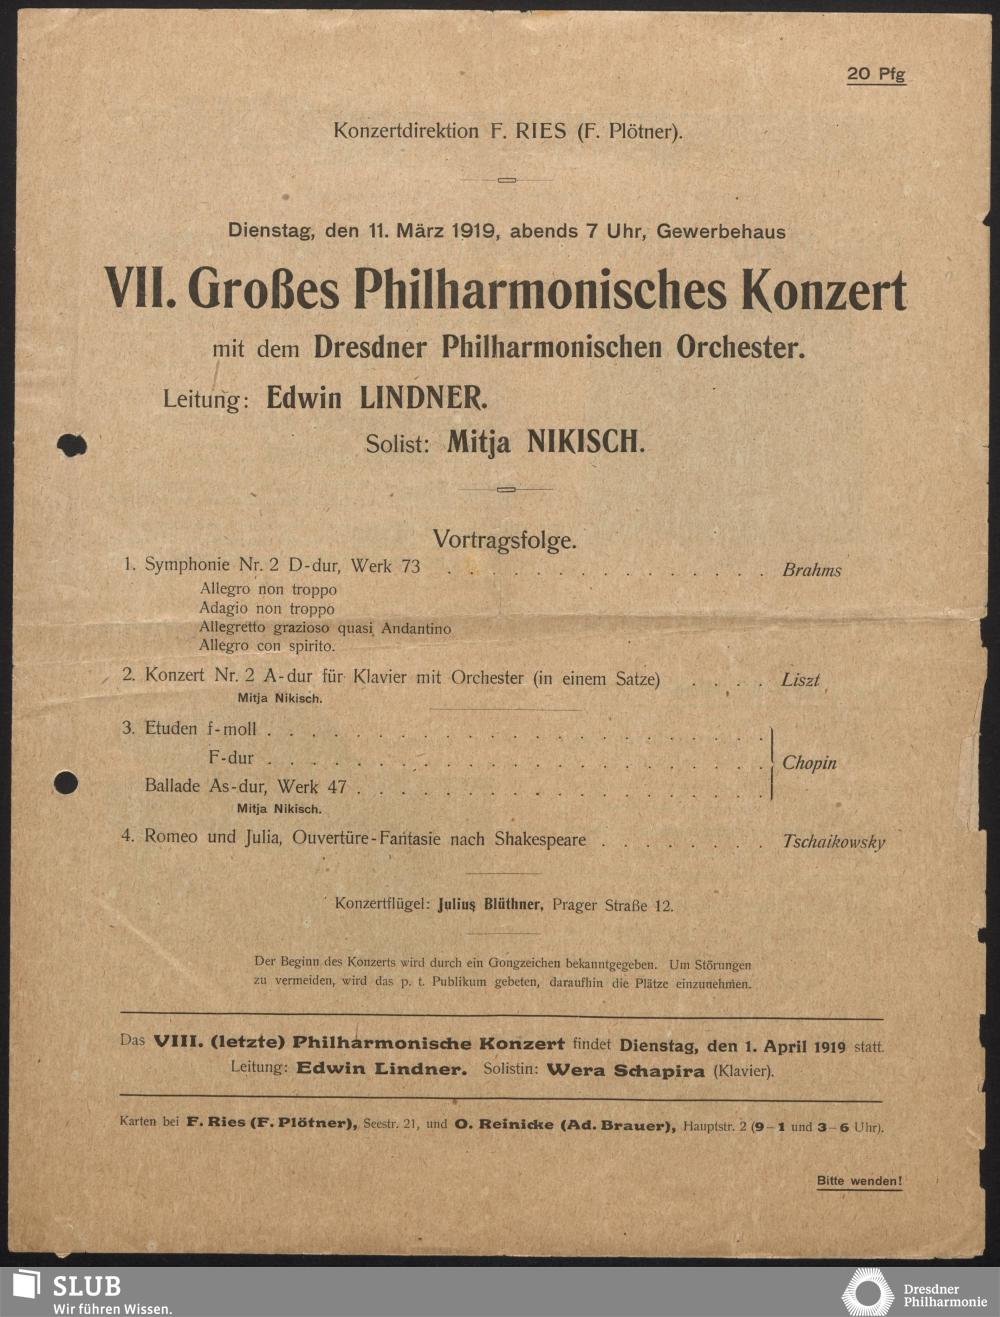 20 Pfg
Konzertdirektion F. RIES (F. Plötner).
Dienstag, den 11. März 1919, abends 7 Uhr, Gewerbehaus
VII. Großes Philharmonisches Konzert
mit dem Dresdner Philharmonischen Orchester.
Leitung: Edwin LINDNER.
Solist: Mitja NIKISCH.
Vortragsfolge.
1. Symphonie Nr. 2 D-dur, Werk 73 . . . . . . . . . . . . . . Brahms
Allegro non troppo
Adagio non troppo
Allegretto grazioso quasi Andantino
Allegro con spirito.
2. Konzert Nr. 2 A-dur für Klavier mit Orchester (in einem Satze) . . . . Liszt
Mitja Nikisch.
3. Etuden f-moll . . . . . . . . . . . . . . . . . .
F-dur . . . . . . . . . . . . . . . . . . Chopin
Ballade As-dur, Werk 47 . . . . . . . . . . . . . .
Mitja Nikisch.
4. Romeo und Julia, Ouvertüre-Fantasie nach Shakespeare . . . . . . . Tschaikowsky
Konzertflügel: Julius Blüthner, Prager Straße 12.
Der Beginn des Konzerts wird durch ein Gongzeichen bekanntgegeben. Um Störungen
zu vermeiden, wird das p. t. Publikum gebeten, daraufhin die Plätze einzunehmen.
Das VIII. (letzte) Philharmonische Konzert findet Dienstag, den 1. April 1919 statt.
Leitung: Edwin Lindner. Solistin: Wera Schapira (Klavier).
Karten bei F. Ries (F. Plötner), Seestr. 21, und O. Reinicke (Ad. Brauer), Hauptstr. 2 (9–1 und 3–6 Uhr).
Bitte wenden!
SLUB
Wir führen Wissen.
Dresdner
Philharmonie